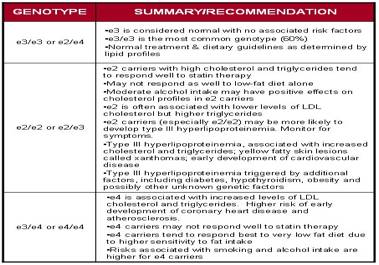 GENOTYPE SUMMARY/RECOMMENDATION
e3/e3 or e2/e4
•e3 is considered normal with no associated risk factors
•e3/e3 is the most common genotype (60%)
•Normal treatment & dietary guidelines as determined by
lipid profiles
e2/e2 or e2/e3
•e2 carriers with high cholesterol and triglycerides tend
to respond well to statin therapy
•May not respond as well to low-fat diet alone
•Moderate alcohol intake may have positive effects on
cholesterol profiles in e2 carriers
•e2 is often associated with lower levels of LDL
cholesterol but higher triglycerides
•e2 carriers (especially e2/e2) may be more likely to
develop type III hyperlipoproteinemia. Monitor for
symptoms.
•Type III hyperlipoproteinemia, associated with increased
cholesterol and triglycerides; yellow fatty skin lesions
called xanthomas; early development of cardiovascular
disease
•Type III hyperlipoproteinemia triggered by additional
factors, including diabetes, hypothyroidism, obesity and
possibly other unknown genetic factors
e3/e4 or e4/e4
•e4 is associated with increased levels of LDL
cholesterol and triglycerides. Higher risk of early
development of coronary heart disease and
atherosclerosis.
•e4 carriers may not respond well to statin therapy
•e4 carriers tend to respond best to very low fat diet due
to higher sensitivity to fat intake
•Risks associated with smoking and alcohol intake are
higher for e4 carriers